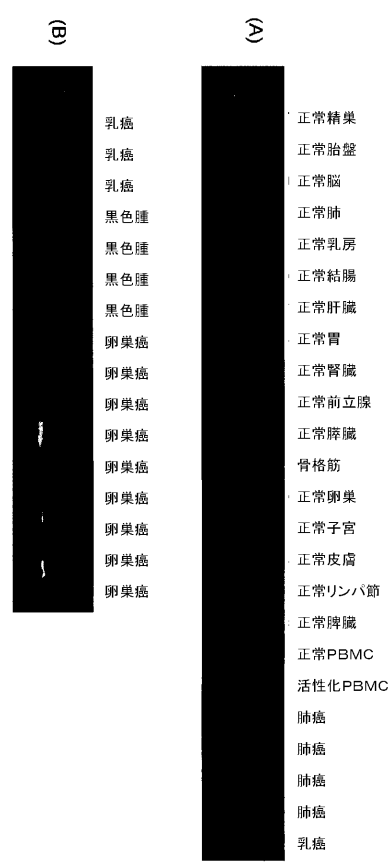 (A)
正常精巣
正常胎盤
正常脳
正常肺
正常乳房
正常結腸
正常肝臓
正常胃
正常腎臓
正常前立腺
正常膵臓
骨格筋
正常卵巣
正常子宮
正常皮膚
正常リンパ節
正常脾臓
正常PBMC
活性化PBMC
肺癌
肺癌
肺癌
肺癌
乳癌
(B)
乳癌
乳癌
乳癌
黒色腫
黒色腫
黒色腫
黒色腫
卵巣癌
卵巣癌
卵巣癌
卵巣癌
卵巣癌
卵巣癌
卵巣癌
卵巣癌
卵巣癌